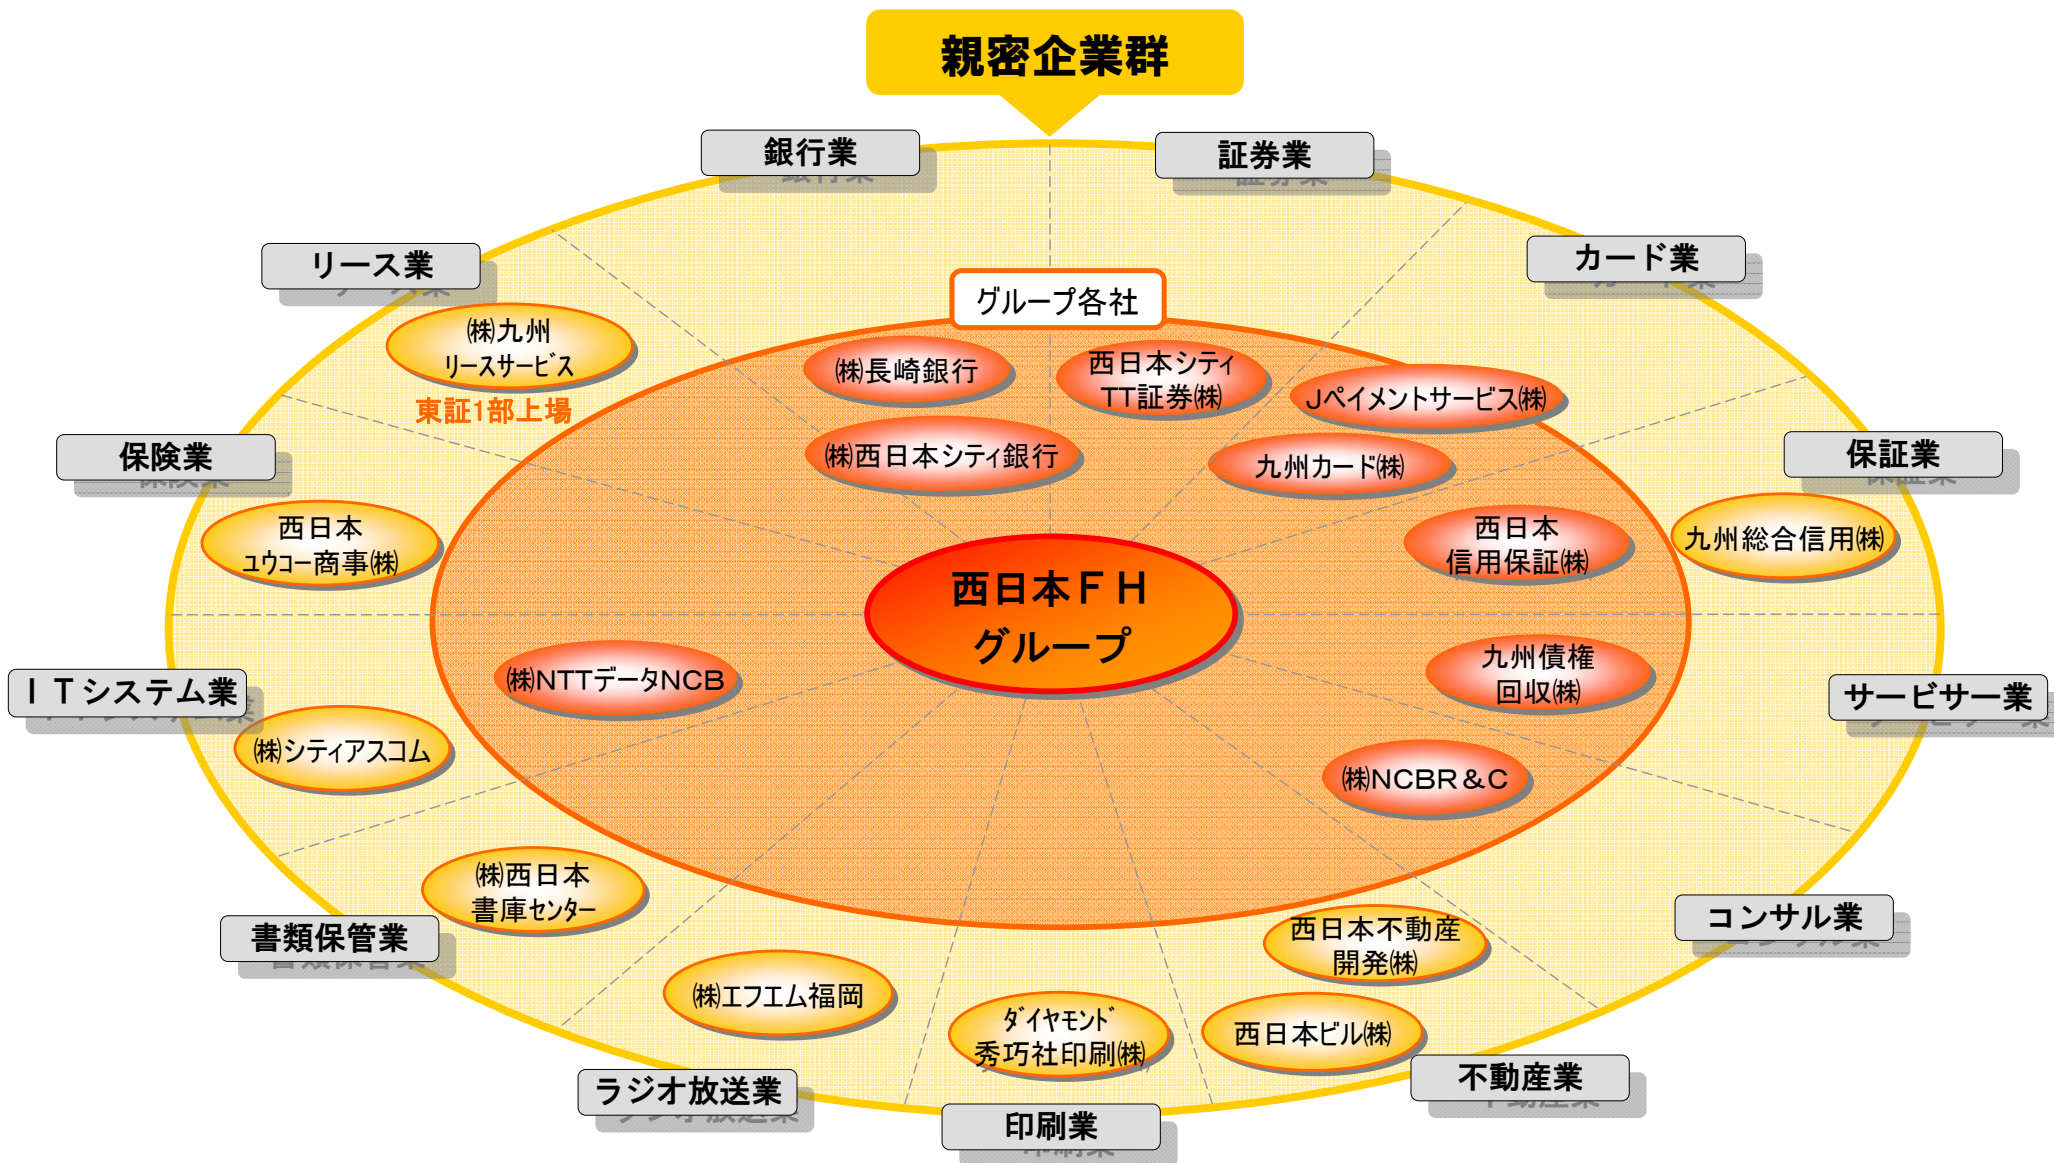 親密企業群
銀行業
証券業
リース業
カード業
グループ各社
㈱九州
ﾘｰｽｻｰﾋﾞｽ
東証1部上場
㈱長崎銀行
西日本シティ
TT証券㈱
Jペイメントサービス㈱
㈱西日本シティ銀行
九州カード㈱
保険業
保証業
西日本
ﾕｳｺｰ商事㈱
西日本
信用保証㈱
九州総合信用㈱
西日本ＦＨ
グループ
ＩＴシステム業
㈱NTTデータNCB
九州債権
回収㈱
サービサー業
㈱シティアスコム
㈱NCBR＆C
㈱西日本
書庫ｾﾝﾀｰ
書類保管業
コンサル業
西日本不動産
開発㈱
㈱エフエム福岡
ﾀﾞｲﾔﾓﾝﾄﾞ
秀巧社印刷㈱
西日本ビル㈱
不動産業
ラジオ放送業
印刷業